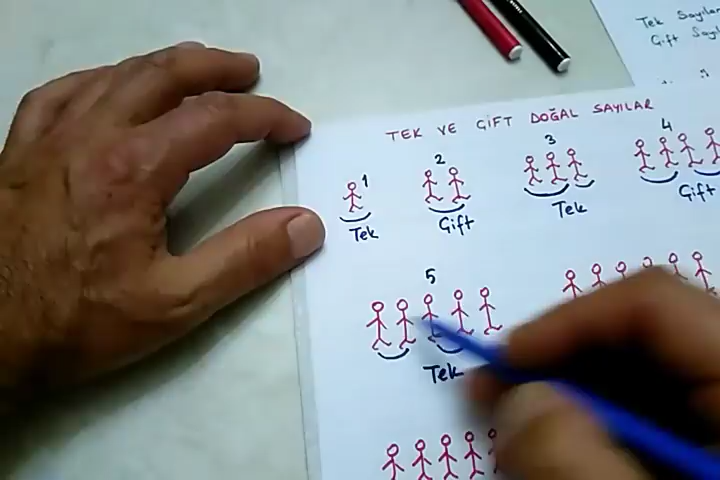 Tek Sayılar
Çift Sayıl
TEK VE ÇİFT DOĞAL SAYILAR
1
2
3
4
Tek
Çift
Tek
Çift
5
Tek